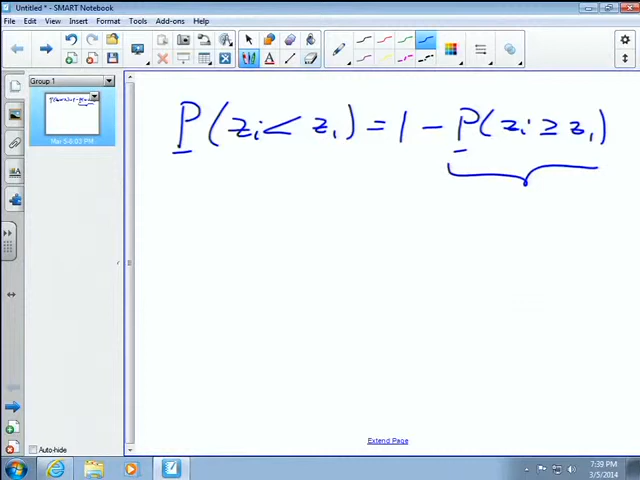 Untitled * - SMART Notebook
File Edit View Insert Format Tools Add-ons Help
Group 1
P(zi < z1) = 1 - P(zi ≥ z1)
Auto-hide
Extend Page
7:39 PM
3/5/2014